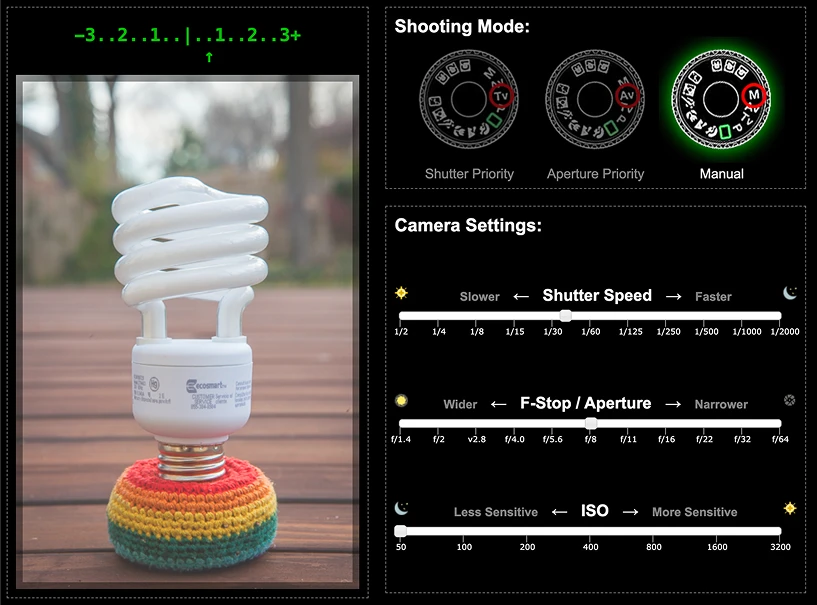 −3..2..1..|..1..2..3+
↑
ecosmart
Shooting Mode:
Tv
Av
M
Shutter Priority
Aperture Priority
Manual
Camera Settings:
Slower ← Shutter Speed → Faster
1/2 1/4 1/8 1/15 1/30 1/60 1/125 1/250 1/500 1/1000 1/2000
Wider ← F-Stop / Aperture → Narrower
f/1.4 f/2 v2.8 f/4.0 f/5.6 f/8 f/11 f/16 f/22 f/32 f/64
Less Sensitive ← ISO → More Sensitive
50 100 200 400 800 1600 3200